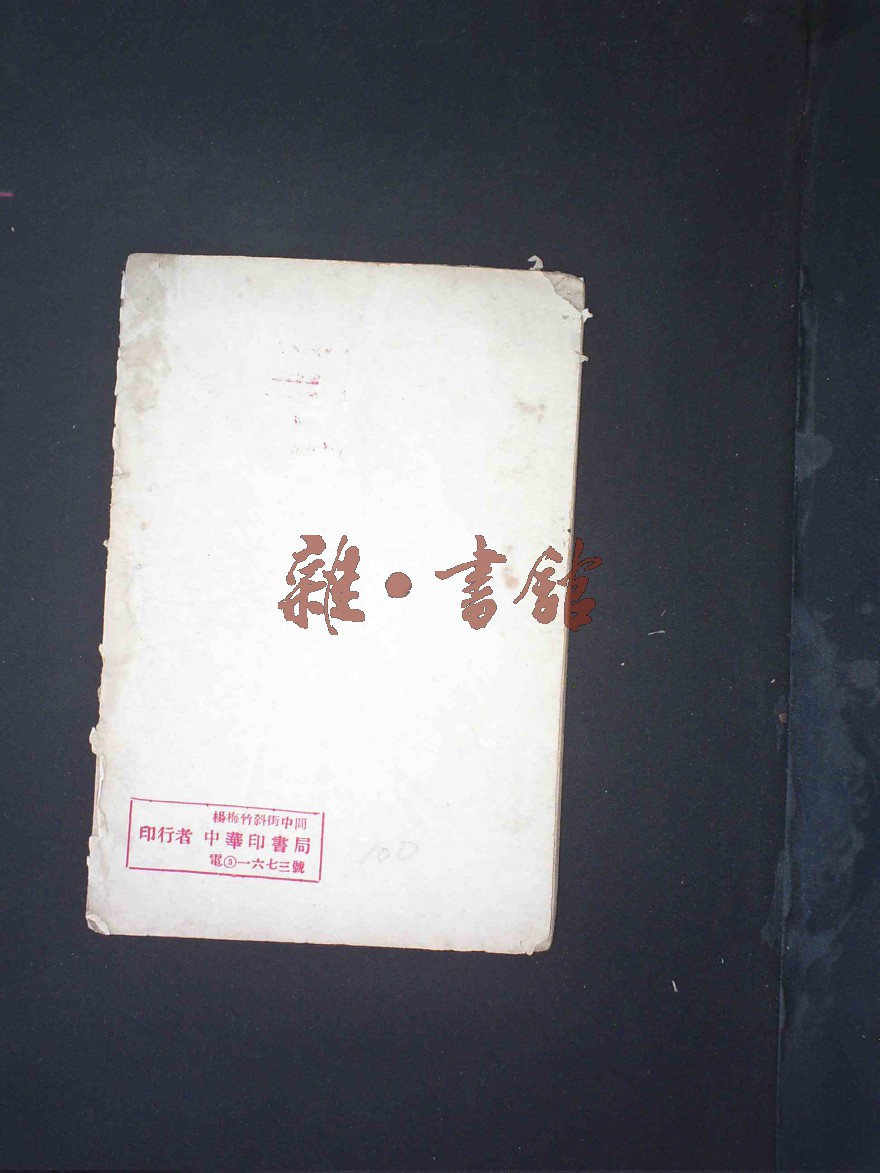 雜·書館
楊梅竹斜街中間
印行者 中華印書局
電③一六七三號
100